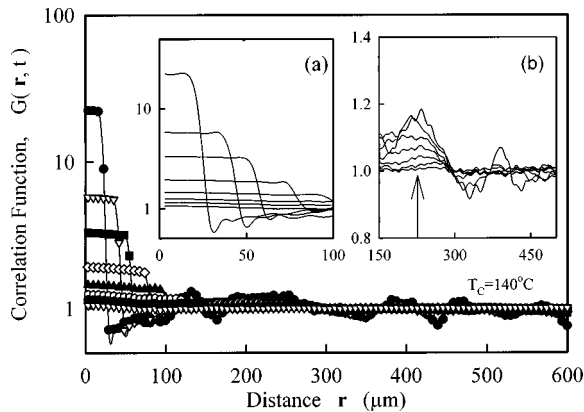 Correlation Function, G(r, t)
100
10
1
0 100 200 300 400 500 600
Distance r (μm)
(a)
10
1
0 50 100
(b)
1.4
1.2
1.0
0.8
150 300 450
T_C=140°C